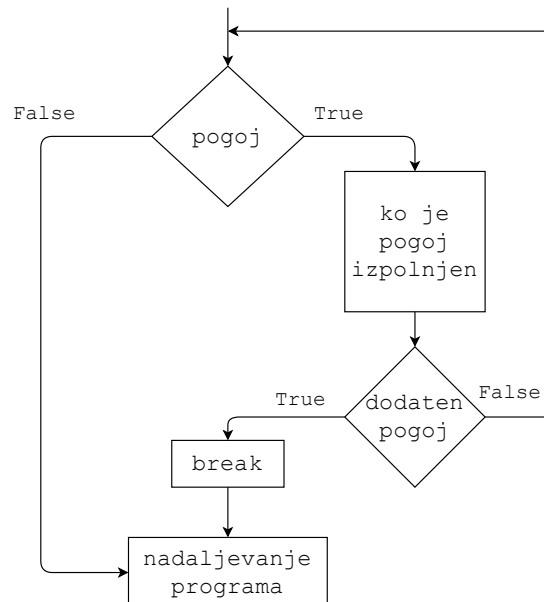 False
True
pogoj
ko je
pogoj
izpolnjen
True
False
dodaten
pogoj
break
nadaljevanje
programa